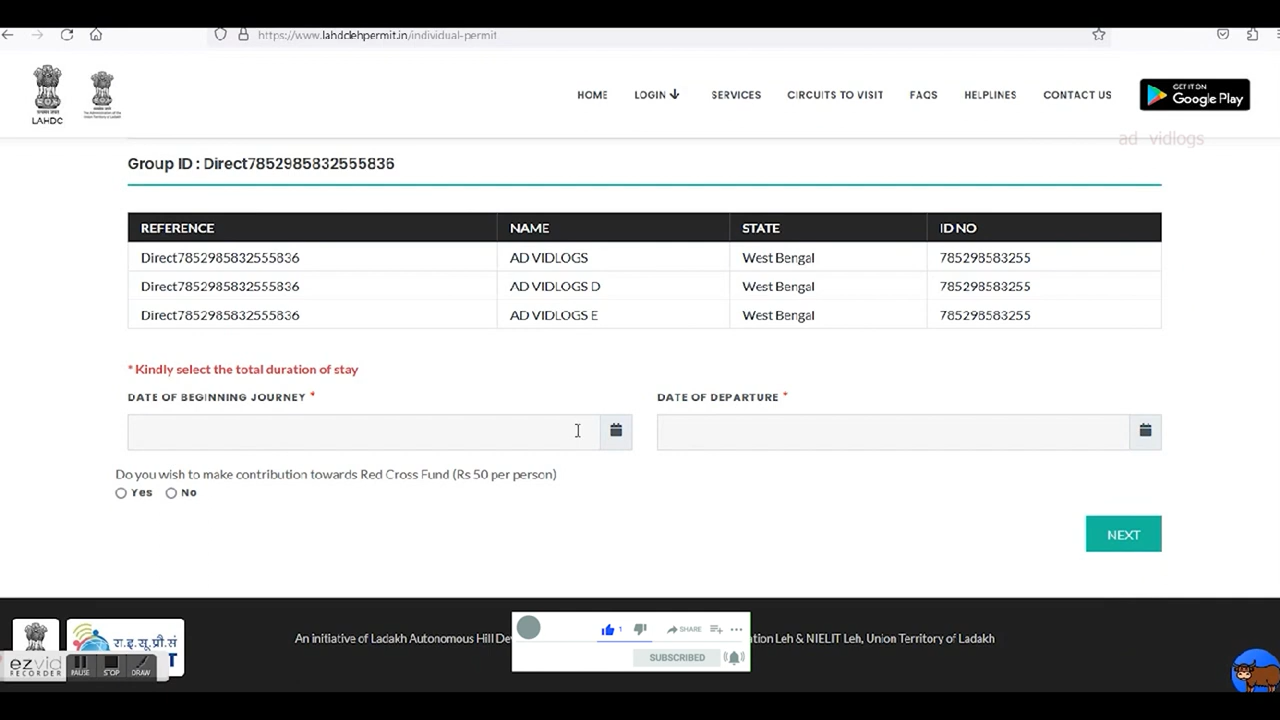 https://www.lahdclehpermit.in/individual-permit
LAHDC
HOME LOGIN SERVICES CIRCUITS TO VISIT FAQS HELPLINES CONTACT US
GET IT ON
Google Play
ad vidlogs
Group ID : Direct7852985832555836
REFERENCE NAME STATE ID NO
Direct7852985832555836 AD VIDLOGS West Bengal 785298583255
Direct7852985832555836 AD VIDLOGS D West Bengal 785298583255
Direct7852985832555836 AD VIDLOGS E West Bengal 785298583255
* Kindly select the total duration of stay
DATE OF BEGINNING JOURNEY * DATE OF DEPARTURE *
Do you wish to make contribution towards Red Cross Fund (Rs 50 per person)
Yes No
NEXT
रा.इ.सू.प्रौ.सं
An initiative of Ladakh Autonomous Hill Leh & NIELIT Leh, Union Territory of Ladakh
1 SHARE
SUBSCRIBED
ezvid
RECORDER
PAUSE STOP DRAW